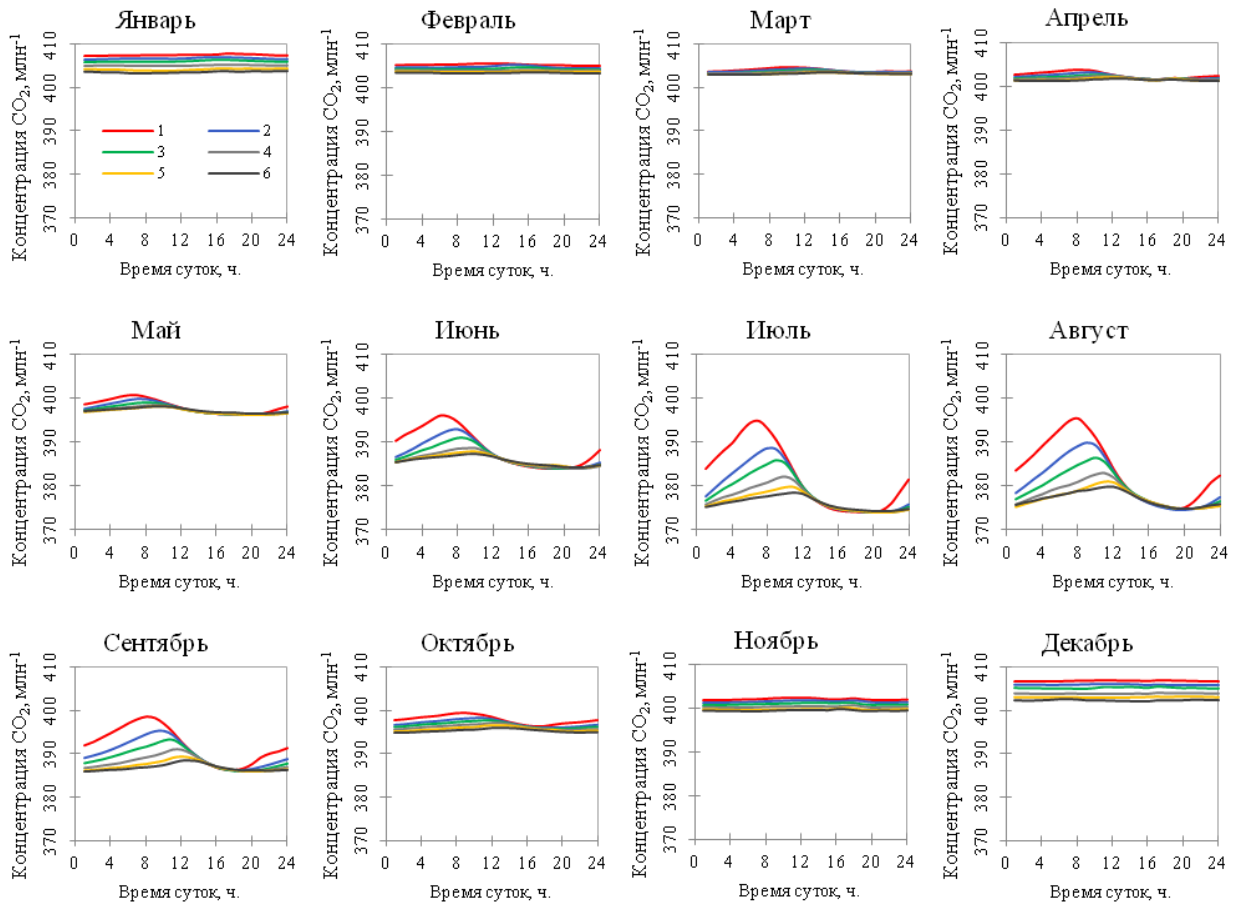 Январь
Концентрация CO₂, млн⁻¹
370 380 390 400 410
1 2
3 4
5 6
0 4 8 12 16 20 24
Время суток, ч.
Февраль
Концентрация CO₂, млн⁻¹
370 380 390 400 410
0 4 8 12 16 20 24
Время суток, ч.
Март
Концентрация CO₂, млн⁻¹
370 380 390 400 410
0 4 8 12 16 20 24
Время суток, ч.
Апрель
Концентрация CO₂, млн⁻¹
370 380 390 400 410
0 4 8 12 16 20 24
Время суток, ч.
Май
Концентрация CO₂, млн⁻¹
370 380 390 400 410
0 4 8 12 16 20 24
Время суток, ч.
Июнь
Концентрация CO₂, млн⁻¹
370 380 390 400 410
0 4 8 12 16 20 24
Время суток, ч.
Июль
Концентрация CO₂, млн⁻¹
370 380 390 400 410
0 4 8 12 16 20 24
Время суток, ч.
Август
Концентрация CO₂, млн⁻¹
370 380 390 400 410
0 4 8 12 16 20 24
Время суток, ч.
Сентябрь
Концентрация CO₂, млн⁻¹
370 380 390 400 410
0 4 8 12 16 20 24
Время суток, ч.
Октябрь
Концентрация CO₂, млн⁻¹
370 380 390 400 410
0 4 8 12 16 20 24
Время суток, ч.
Ноябрь
Концентрация CO₂, млн⁻¹
370 380 390 400 410
0 4 8 12 16 20 24
Время суток, ч.
Декабрь
Концентрация CO₂, млн⁻¹
370 380 390 400 410
0 4 8 12 16 20 24
Время суток, ч.